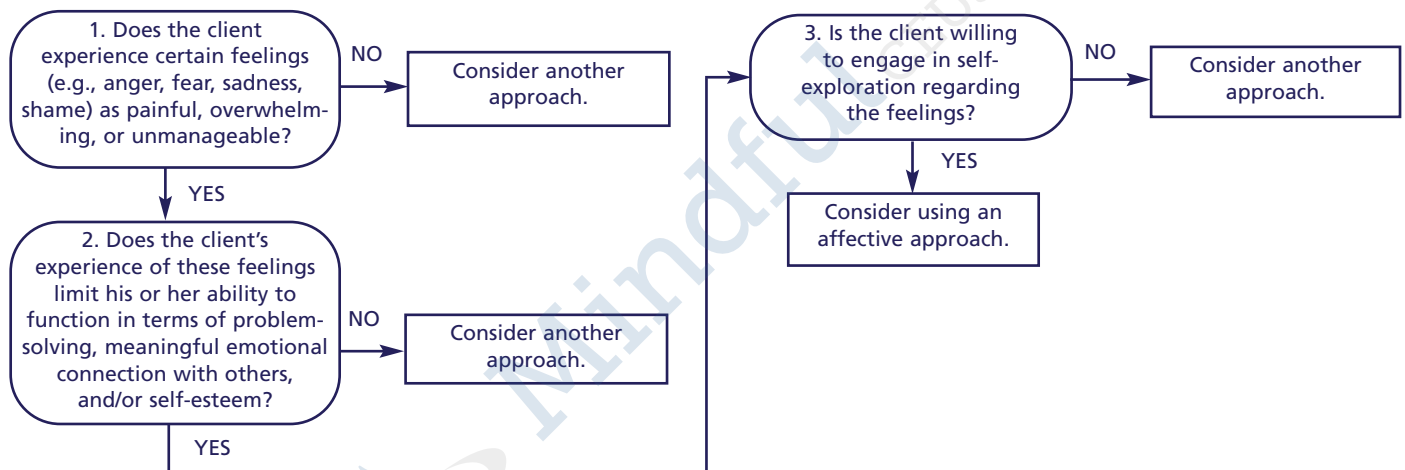 1. Does the client
experience certain feelings
(e.g., anger, fear, sadness,
shame) as painful, overwhelm-
ing, or unmanageable?
NO
Consider another
approach.
YES
2. Does the client's
experience of these feelings
limit his or her ability to
function in terms of problem-
solving, meaningful emotional
connection with others,
and/or self-esteem?
NO
Consider another
approach.
YES
3. Is the client willing
to engage in self-
exploration regarding
the feelings?
NO
Consider another
approach.
YES
Consider using an
affective approach.
Mindful